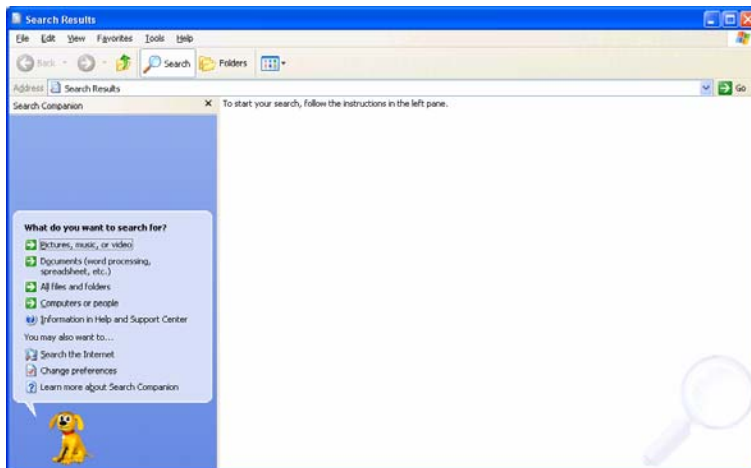 Search Results
File Edit View Favorites Tools Help
Back Search Folders
Address Search Results Go
Search Companion
To start your search, follow the instructions in the left pane.
What do you want to search for?
Pictures, music, or video
Documents (word processing,
spreadsheet, etc.)
All files and folders
Computers or people
Information in Help and Support Center
You may also want to...
Search the Internet
Change preferences
Learn more about Search Companion